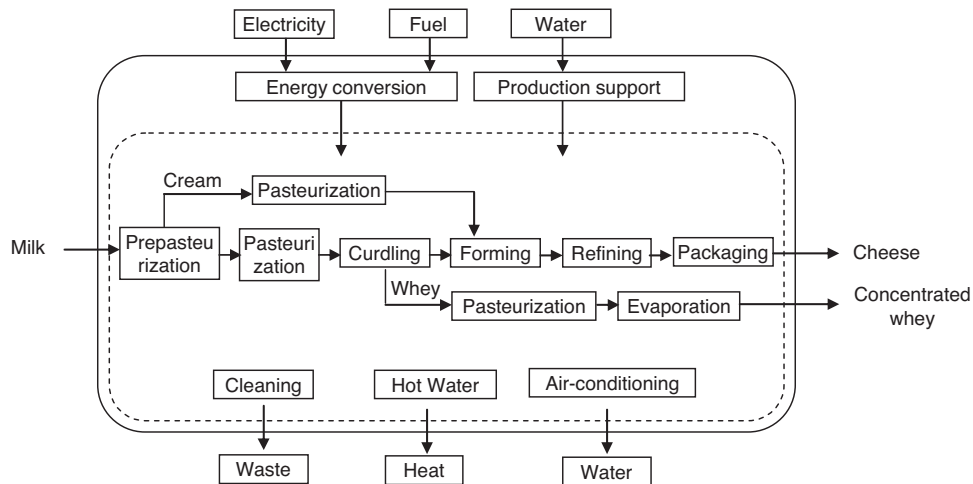 Electricity
Fuel
Water
Energy conversion
Production support
Cream
Pasteurization
Milk
Prepasteu
rization
Pasteuri
zation
Curdling
Forming
Refining
Packaging
Cheese
Whey
Pasteurization
Evaporation
Concentrated
whey
Cleaning
Hot Water
Air-conditioning
Waste
Heat
Water